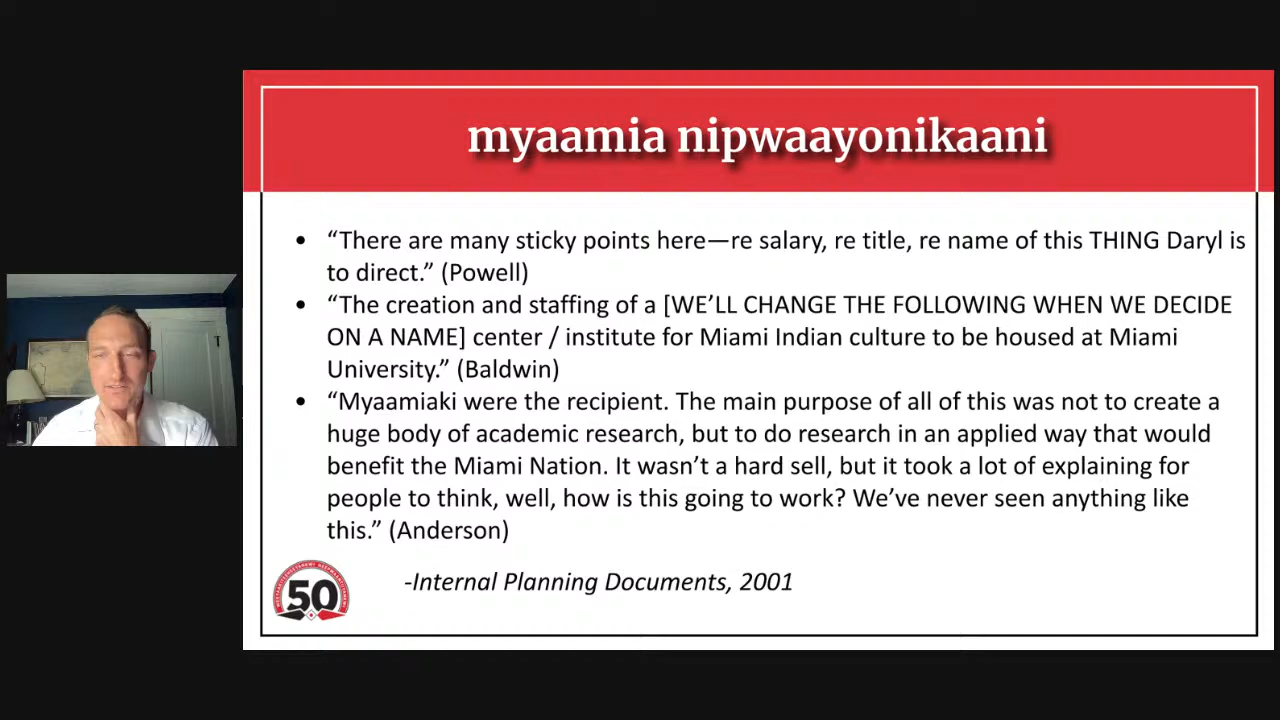 myaamia nipwaayonikaani
• “There are many sticky points here—re salary, re title, re name of this THING Daryl is
to direct.” (Powell)
• “The creation and staffing of a [WE’LL CHANGE THE FOLLOWING WHEN WE DECIDE
ON A NAME] center / institute for Miami Indian culture to be housed at Miami
University.” (Baldwin)
• “Myaamiaki were the recipient. The main purpose of all of this was not to create a
huge body of academic research, but to do research in an applied way that would
benefit the Miami Nation. It wasn’t a hard sell, but it took a lot of explaining for
people to think, well, how is this going to work? We’ve never seen anything like
this.” (Anderson)
50
-Internal Planning Documents, 2001